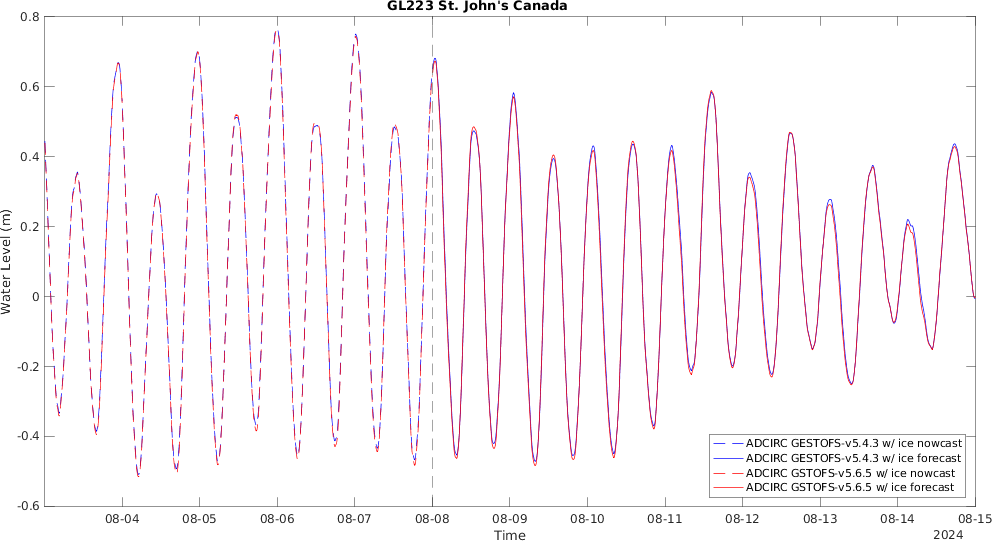 GL223 St. John's Canada
0.8
0.6
0.4
0.2
0
-0.2
-0.4
-0.6
Water Level (m)
ADCIRC GESTOFS-v5.4.3 w/ ice nowcast
ADCIRC GESTOFS-v5.4.3 w/ ice forecast
ADCIRC GSTOFS-v5.6.5 w/ ice nowcast
ADCIRC GSTOFS-v5.6.5 w/ ice forecast
08-04 08-05 08-06 08-07 08-08 08-09 08-10 08-11 08-12 08-13 08-14 08-15
Time
2024